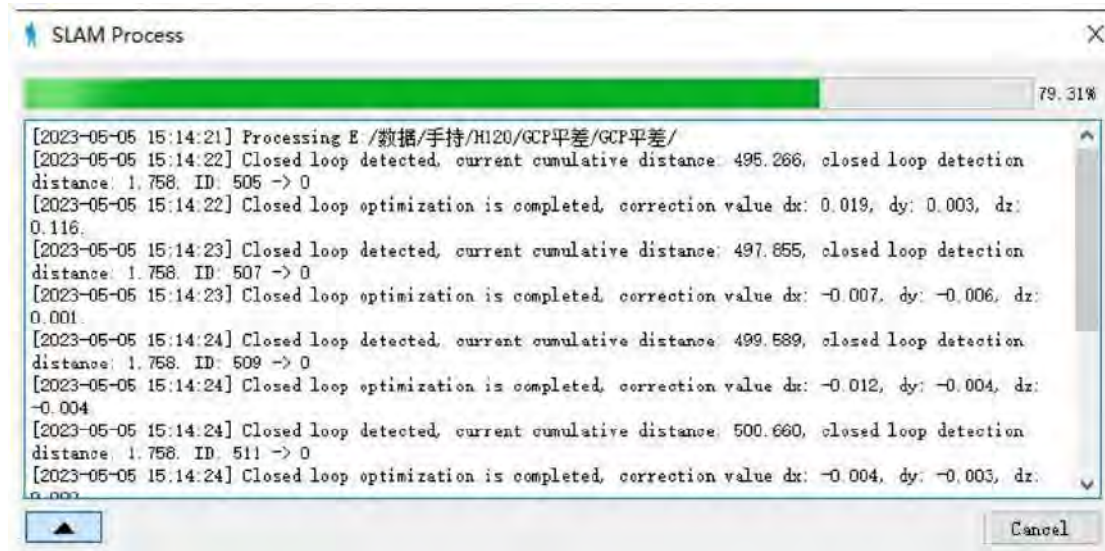 SLAM Process
79.31%
[2023-05-05 15:14:21] Processing E:/数据/手持/H120/GCP平差/GCP平差/
[2023-05-05 15:14:22] Closed loop detected, current cumulative distance: 495.266, closed loop detection
distance: 1.758. ID: 505 -> 0
[2023-05-05 15:14:22] Closed loop optimization is completed, correction value dx: 0.019, dy: 0.003, dz:
0.116.
[2023-05-05 15:14:23] Closed loop detected, current cumulative distance: 497.855, closed loop detection
distance: 1.758. ID: 507 -> 0
[2023-05-05 15:14:23] Closed loop optimization is completed, correction value dx: -0.007, dy: -0.006, dz:
0.001.
[2023-05-05 15:14:24] Closed loop detected, current cumulative distance: 499.589, closed loop detection
distance: 1.758. ID: 509 -> 0
[2023-05-05 15:14:24] Closed loop optimization is completed, correction value dx: -0.012, dy: -0.004, dz:
-0.004.
[2023-05-05 15:14:24] Closed loop detected, current cumulative distance: 500.660, closed loop detection
distance: 1.758. ID: 511 -> 0
[2023-05-05 15:14:24] Closed loop optimization is completed, correction value dx: -0.004, dy: -0.003, dz:
Cancel